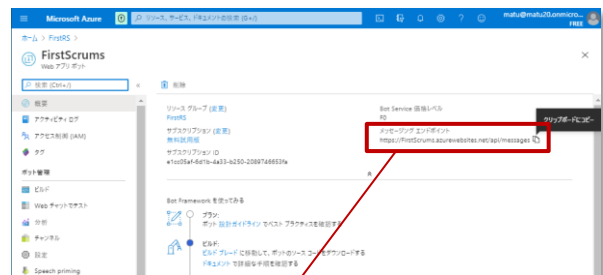 Microsoft Azure
リソース、サービス、ドキュメントの検索 (G+/)
matu@matu20.onmicro...
FREE
ホーム > FirstRS >
FirstScrums
Web アプリ ボット
検索 (Ctrl+/)
削除
概要
アクティビティ ログ
アクセス制御 (IAM)
タグ
ボット管理
ビルド
Web チャットでテスト
分析
チャンネル
設定
Speech priming
リソース グループ (変更)
FirstRS
サブスクリプション (変更)
無料試用版
サブスクリプション ID
e1cc05ef-6d1b-4a33-b250-2089746653fe
Bot Service 価格レベル
F0
メッセージング エンドポイント
https://FirstScrums.azurewebsites.net/api/messages
クリップボードにコピー
Bot Framework を使ってみる
プラン:
ボット 設計ガイドライン でベスト プラクティスを確認する
ビルド:
ビルド ブレード に移動して、ボットのソース コードをダウンロードする
ドキュメント で詳細な手順を確認する